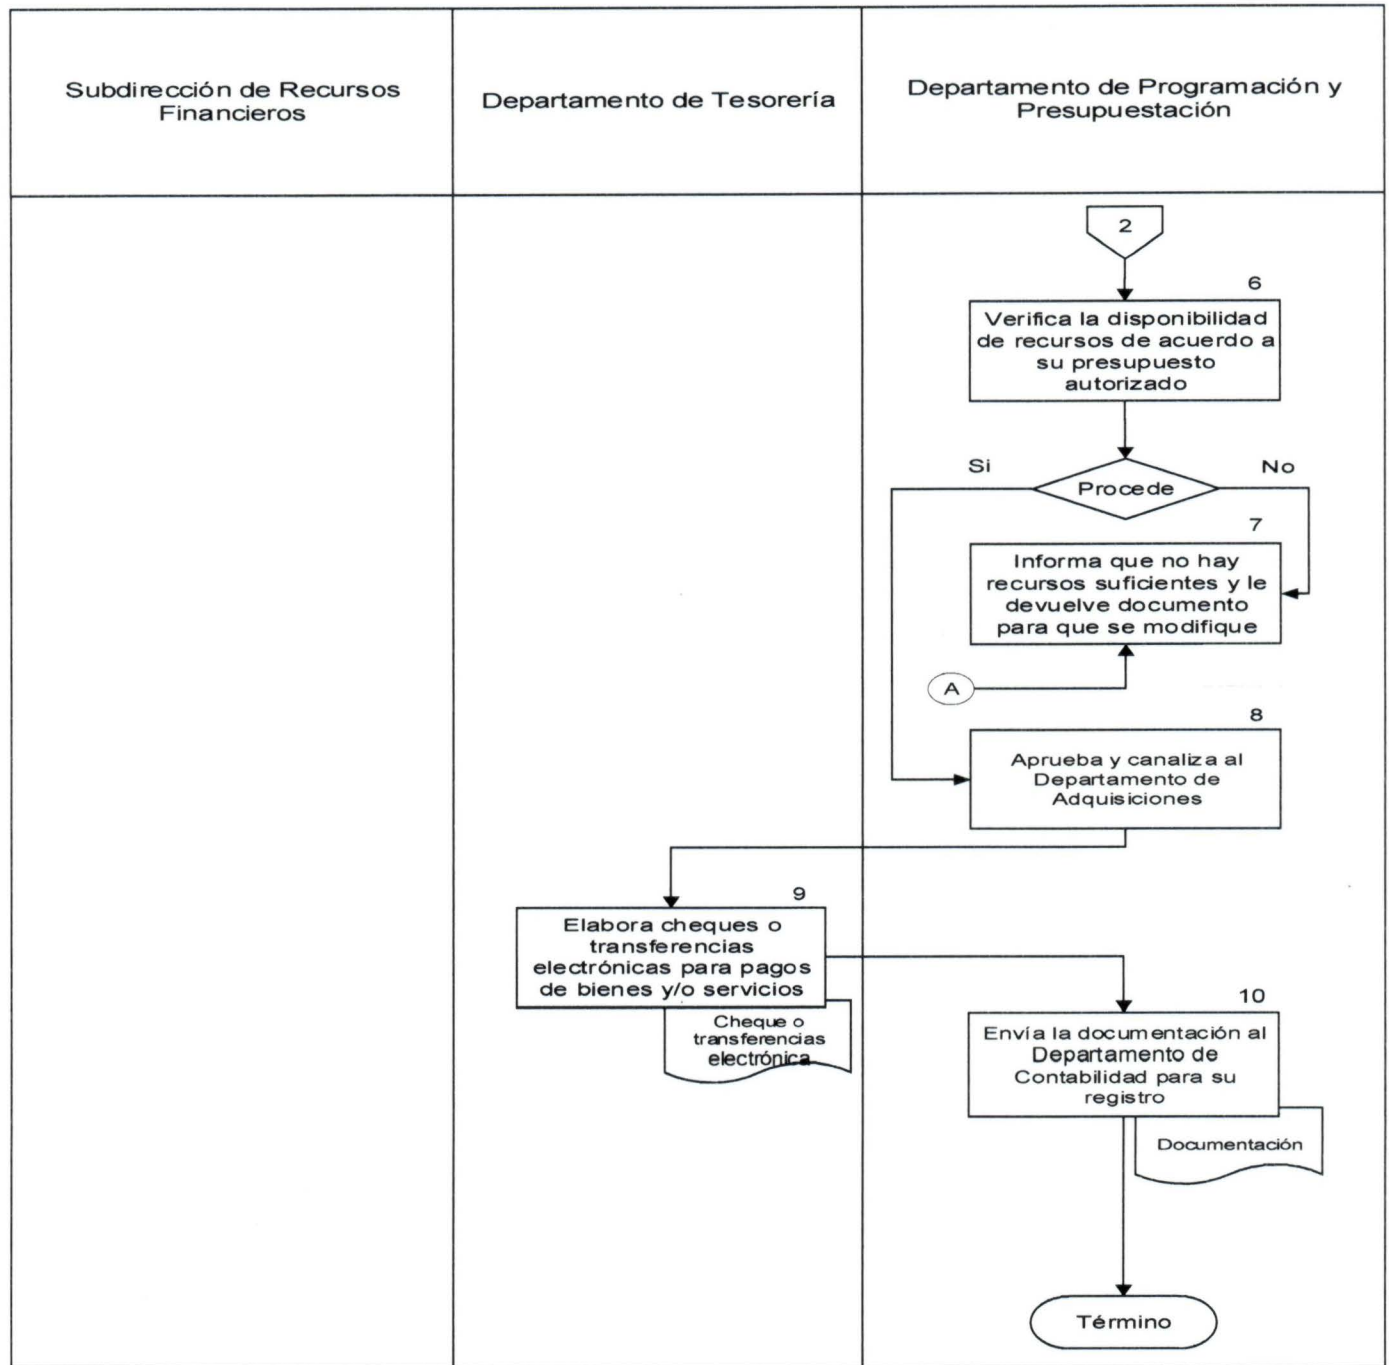 Subdirección de Recursos
Financieros
Departamento de Tesorería
Departamento de Programación y
Presupuestación
2
6
Verifica la disponibilidad
de recursos de acuerdo a
su presupuesto
autorizado
Si
No
Procede
7
Informa que no hay
recursos suficientes y le
devuelve documento
para que se modifique
A
8
Aprueba y canaliza al
Departamento de
Adquisiciones
9
Elabora cheques o
transferencias
electrónicas para pagos
de bienes y/o servicios
Cheque o
transferencias
electrónica
10
Envía la documentación al
Departamento de
Contabilidad para su
registro
Documentación
Término